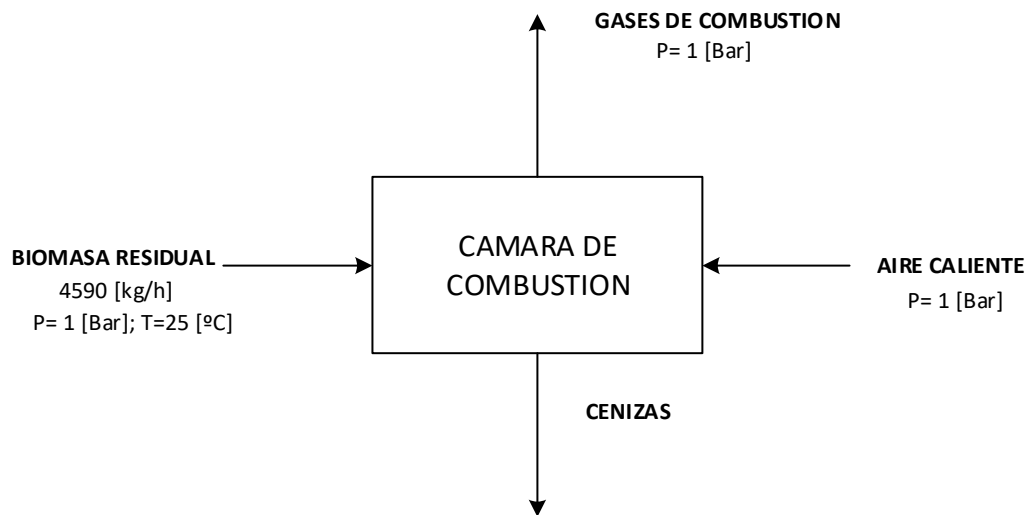 GASES DE COMBUSTION
P= 1 [Bar]
BIOMASA RESIDUAL
4590 [kg/h]
P= 1 [Bar]; T=25 [ºC]
CAMARA DE
COMBUSTION
AIRE CALIENTE
P= 1 [Bar]
CENIZAS